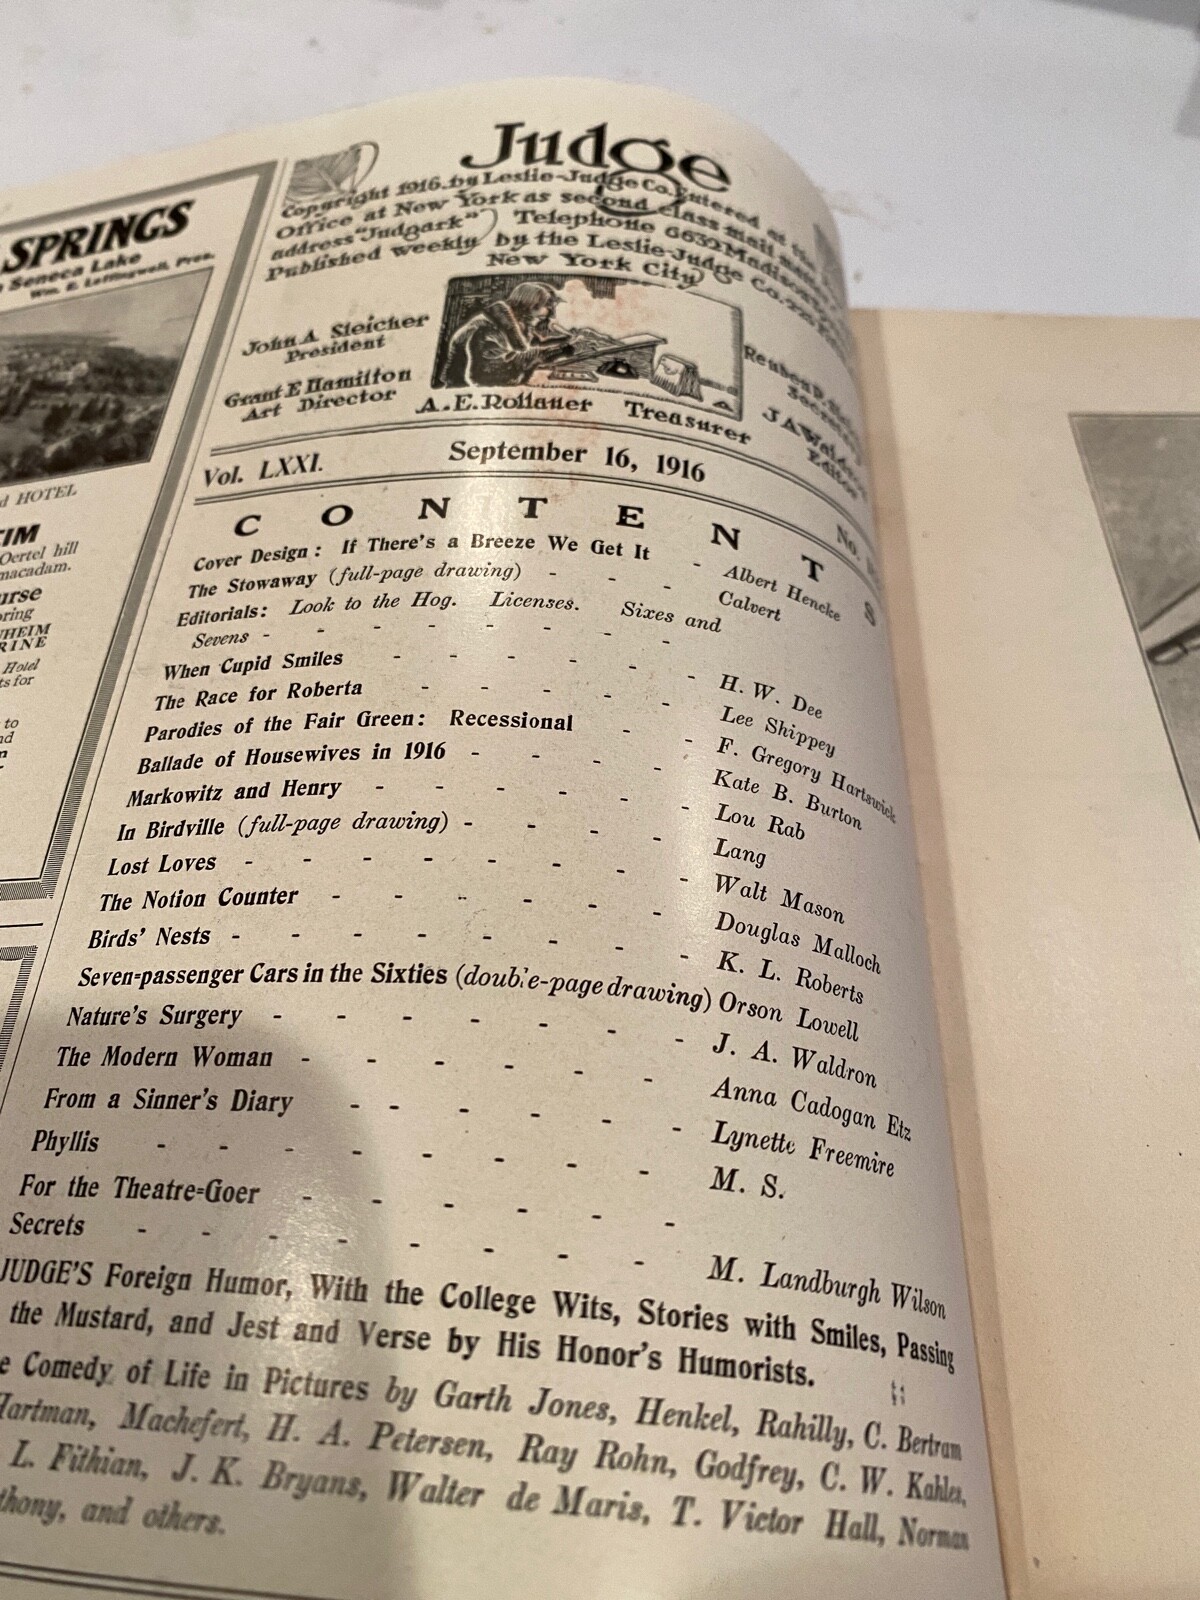 SPRINGS
Seneca Lake
Wm. E. Leffingwell, Pres.
HOTEL
Oertel hill
macadam.
Hotel
ts for
to
Judge
Copyright 1916 by Leslie-Judge Co. Entered at the
Office at New York as second class mail
address "Judgark") Telephone 6632 Madison
Published weekly by the Leslie-Judge Co. 225
New York City
John A Sleicher
President
Grant E Hamilton
Art Director
A. E. Rollauer Treasurer
Reuben P.
J A Waldron
Editor
Vol. LXXI. September 16, 1916 No.
CONTENTS
Cover Design: If There's a Breeze We Get It - Albert Hencke
The Stowaway (full-page drawing) - - - Calvert
Editorials: Look to the Hog. Licenses. Sixes and
Sevens - - - - - - - -
When Cupid Smiles - - - - - - H. W. Dee
The Race for Roberta - - - - - Lee Shippey
Parodies of the Fair Green: Recessional - - F. Gregory Hartswick
Ballade of Housewives in 1916 - - - - Kate B. Burton
Markowitz and Henry - - - - - - Lou Rab
In Birdville (full-page drawing) - - - - Lang
Lost Loves - - - - - - - - Walt Mason
The Notion Counter - - - - - - Douglas Malloch
Birds' Nests - - - - - - - - K. L. Roberts
Seven-passenger Cars in the Sixties (double-page drawing) Orson Lowell
Nature's Surgery - - - - - - - J. A. Waldron
The Modern Woman - - - - - - Anna Cadogan Etz
From a Sinner's Diary - - - - - - Lynette Freemire
Phyllis - - - - - - - - M. S.
For the Theatre-Goer - - - - - -
Secrets - - - - - - - - M. Landburgh Wilson
JUDGE'S Foreign Humor, With the College Wits, Stories with Smiles, Passing
the Mustard, and Jest and Verse by His Honor's Humorists.
Comedy of Life in Pictures by Garth Jones, Henkel, Rahilly, C. Bertram
Hartman, Machefert, H. A. Petersen, Ray Rohn, Godfrey, C. W. Kahles,
L. Fithian, J. K. Bryans, Walter de Maris, T. Victor Hall, Norman
thony, and others.